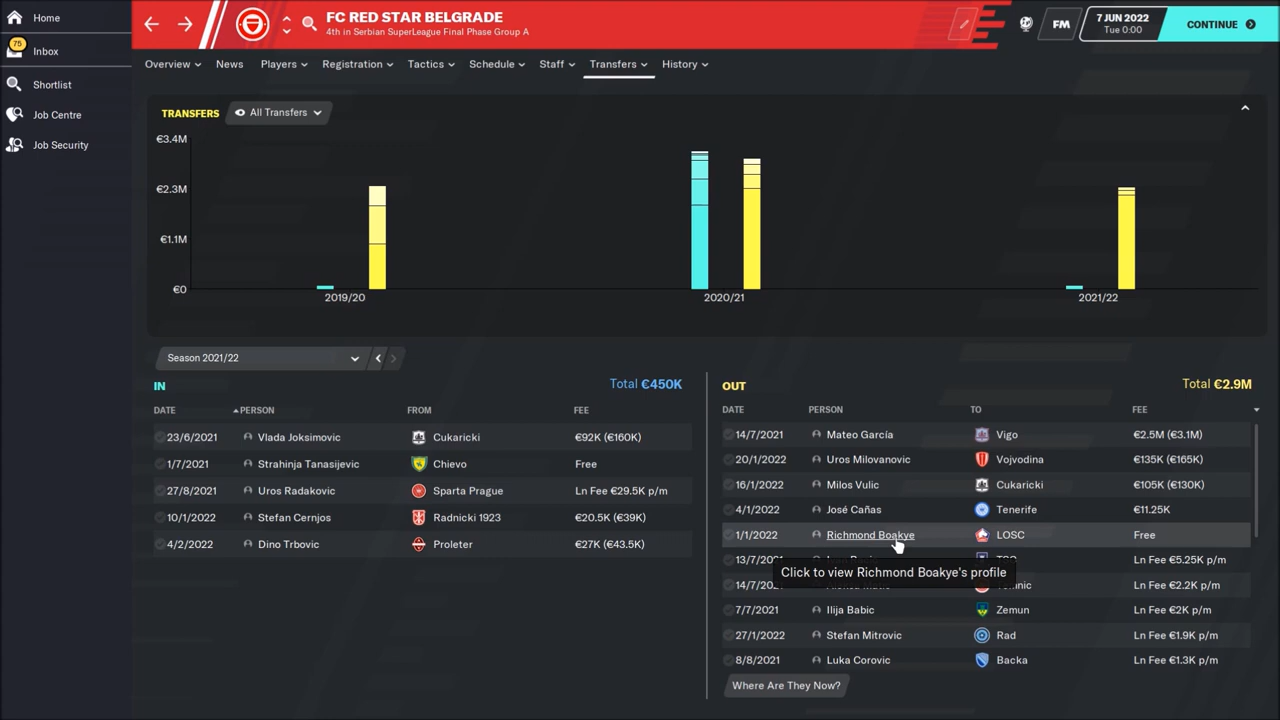 Home
75
Inbox
Shortlist
Job Centre
Job Security
FC RED STAR BELGRADE
4th in Serbian SuperLeague Final Phase Group A
FM
7 JUN 2022
Tue 0:00
CONTINUE
Overview
News
Players
Registration
Tactics
Schedule
Staff
Transfers
History
TRANSFERS
All Transfers
€3.4M
€2.3M
€1.1M
€0
2019/20
2020/21
2021/22
Season 2021/22
IN
Total €450K
DATE PERSON FROM FEE
23/6/2021 Vlada Joksimovic Cukaricki €92K (€160K)
1/7/2021 Strahinja Tanasijevic Chievo Free
27/8/2021 Uros Radakovic Sparta Prague Ln Fee €29.5K p/m
10/1/2022 Stefan Cernjos Radnicki 1923 €20.5K (€39K)
4/2/2022 Dino Trbovic Proleter €27K (€43.5K)
OUT
Total €2.9M
DATE PERSON TO FEE
14/7/2021 Mateo García Vigo €2.5M (€3.1M)
20/1/2022 Uros Milovanovic Vojvodina €135K (€165K)
16/1/2022 Milos Vulic Cukaricki €105K (€130K)
4/1/2022 José Cañas Tenerife €11.25K
1/1/2022 Richmond Boakye LOSC Free
Ln Fee €5.25K p/m
Click to view Richmond Boakye's profile
Ln Fee €2.2K p/m
7/7/2021 Ilija Babic Zemun Ln Fee €2K p/m
27/1/2022 Stefan Mitrovic Rad Ln Fee €1.9K p/m
8/8/2021 Luka Corovic Backa Ln Fee €1.3K p/m
Where Are They Now?